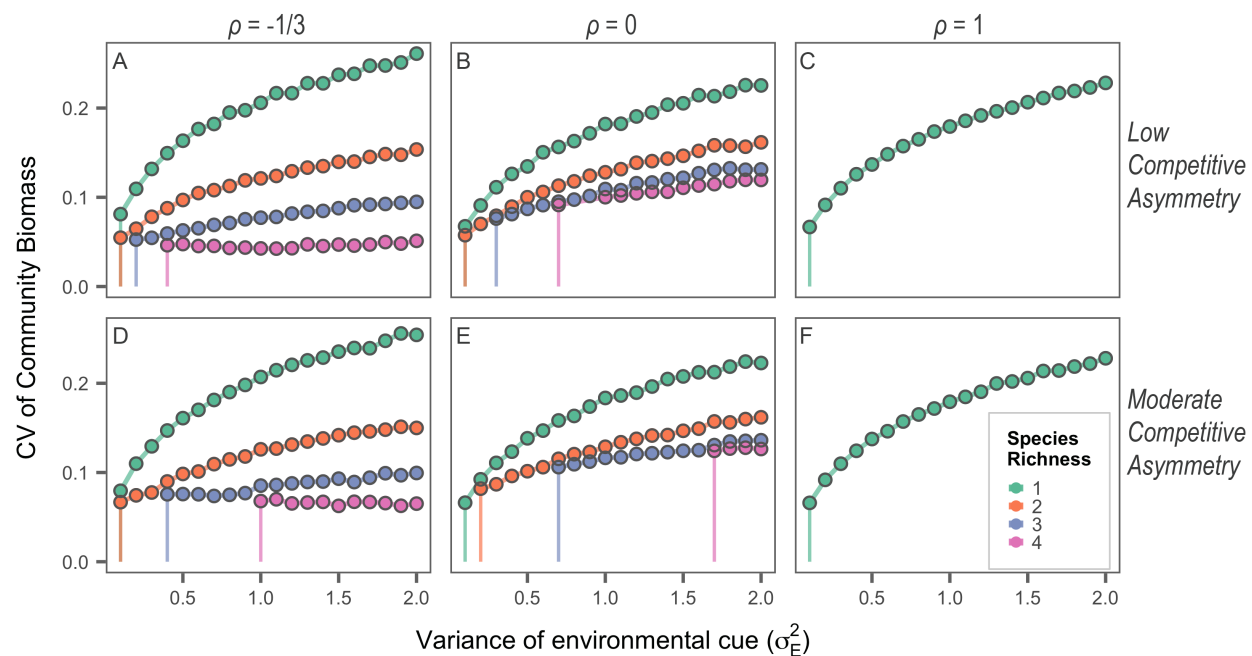 ρ = -1/3
ρ = 0
ρ = 1
A
B
C
0.2
0.1
0.0
Low
Competitive
Asymmetry
CV of Community Biomass
D
E
F
0.2
0.1
0.0
Moderate
Competitive
Asymmetry
Species
Richness
1
2
3
4
0.5 1.0 1.5 2.0
0.5 1.0 1.5 2.0
0.5 1.0 1.5 2.0
Variance of environmental cue (σ²E)